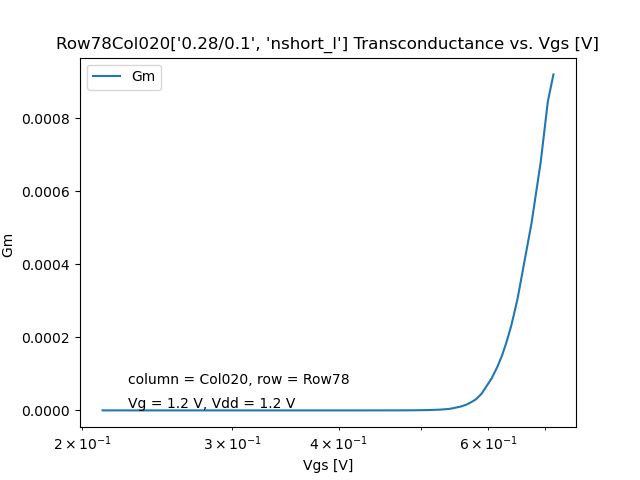 Row78Col020['0.28/0.1', 'nshort_l'] Transconductance vs. Vgs [V]
Gm
0.0008
0.0006
0.0004
0.0002
0.0000
Gm
column = Col020, row = Row78
Vg = 1.2 V, Vdd = 1.2 V
2 × 10⁻¹
3 × 10⁻¹
4 × 10⁻¹
6 × 10⁻¹
Vgs [V]